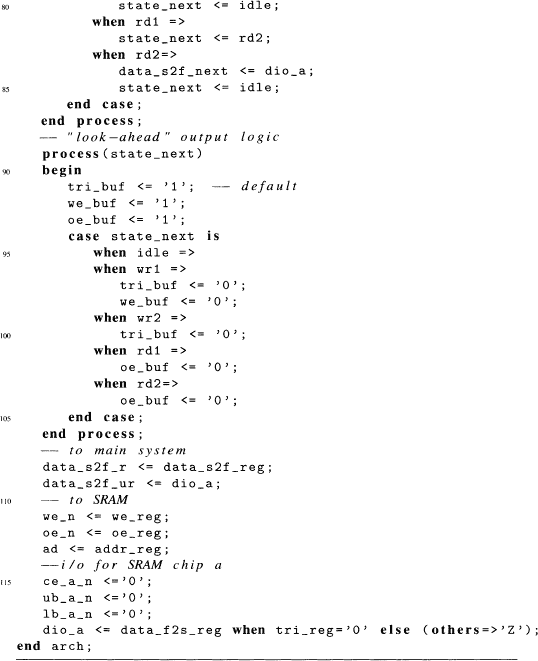 80 state_next <= idle;
when rd1 =>
state_next <= rd2;
when rd2=>
data_s2f_next <= dio_a;
85 state_next <= idle;
end case;
end process;
-- "look-ahead" output logic
process(state_next)
90 begin
tri_buf <= '1'; -- default
we_buf <= '1';
oe_buf <= '1';
case state_next is
95 when idle =>
when wr1 =>
tri_buf <= '0';
we_buf <= '0';
when wr2 =>
100 tri_buf <= '0';
when rd1 =>
oe_buf <= '0';
when rd2=>
oe_buf <= '0';
105 end case;
end process;
-- to main system
data_s2f_r <= data_s2f_reg;
data_s2f_ur <= dio_a;
110 -- to SRAM
we_n <= we_reg;
oe_n <= oe_reg;
ad <= addr_reg;
--i/o for SRAM chip a
115 ce_a_n <='0';
ub_a_n <='0';
lb_a_n <='0';
dio_a <= data_f2s_reg when tri_reg='0' else (others=>'Z');
end arch;